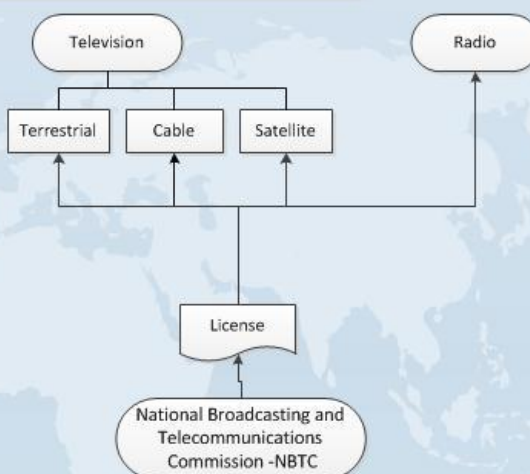 Television
Radio
Terrestrial
Cable
Satellite
License
National Broadcasting and
Telecommunications
Commission -NBTC